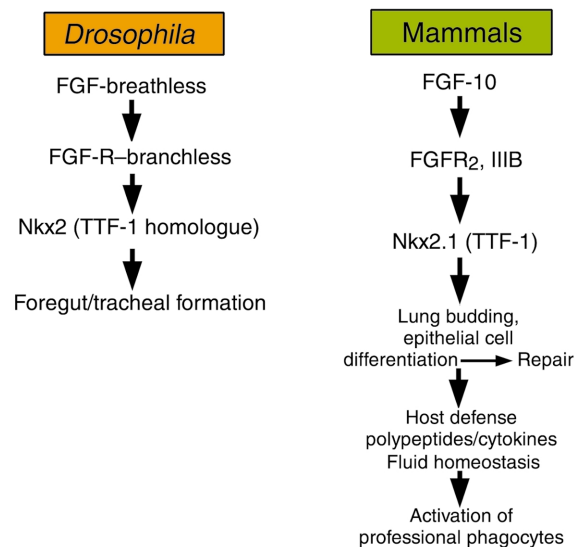 Drosophila
FGF-breathless
FGF-R–branchless
Nkx2 (TTF-1 homologue)
Foregut/tracheal formation
Mammals
FGF-10
FGFR2, IIIB
Nkx2.1 (TTF-1)
Lung budding,
epithelial cell
differentiation Repair
Host defense
polypeptides/cytokines
Fluid homeostasis
Activation of
professional phagocytes